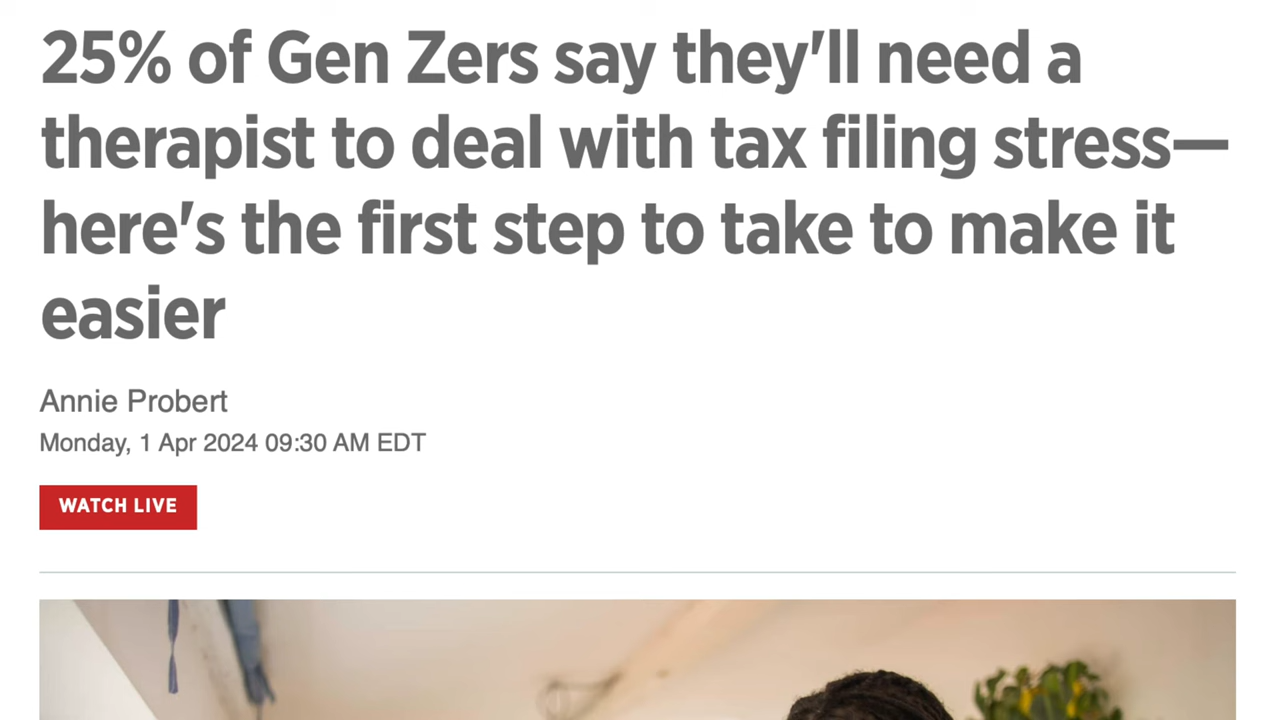 25% of Gen Zers say they'll need a
therapist to deal with tax filing stress—
here's the first step to take to make it
easier
Annie Probert
Monday, 1 Apr 2024 09:30 AM EDT
WATCH LIVE